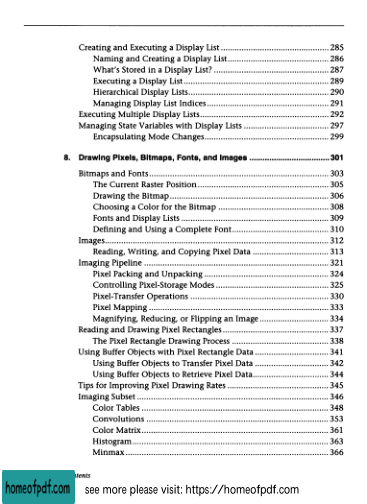 Creating and Executing a Display List ........ 285
Naming and Creating a Display List ........ 286
What's Stored in a Display List? ........ 287
Executing a Display List ........ 289
Hierarchical Display Lists ........ 290
Managing Display List Indices ........ 291
Executing Multiple Display Lists ........ 292
Managing State Variables with Display Lists ........ 297
Encapsulating Mode Changes ........ 299
8. Drawing Pixels, Bitmaps, Fonts, and Images ........ 301
Bitmaps and Fonts ........ 303
The Current Raster Position ........ 305
Drawing the Bitmap ........ 306
Choosing a Color for the Bitmap ........ 308
Fonts and Display Lists ........ 309
Defining and Using a Complete Font ........ 310
Images ........ 312
Reading, Writing, and Copying Pixel Data ........ 313
Imaging Pipeline ........ 321
Pixel Packing and Unpacking ........ 324
Controlling Pixel-Storage Modes ........ 325
Pixel-Transfer Operations ........ 330
Pixel Mapping ........ 333
Magnifying, Reducing, or Flipping an Image ........ 334
Reading and Drawing Pixel Rectangles ........ 337
The Pixel Rectangle Drawing Process ........ 338
Using Buffer Objects with Pixel Rectangle Data ........ 341
Using Buffer Objects to Transfer Pixel Data ........ 342
Using Buffer Objects to Retrieve Pixel Data ........ 344
Tips for Improving Pixel Drawing Rates ........ 345
Imaging Subset ........ 346
Color Tables ........ 348
Convolutions ........ 353
Color Matrix ........ 361
Histogram ........ 363
Minmax ........ 366
ntents
homeofpdf.com see more please visit: https://homeofpdf.com